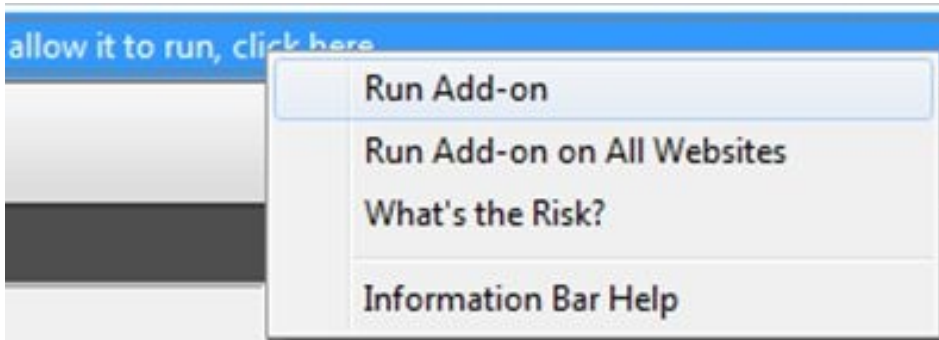 allow it to run, click here
Run Add-on
Run Add-on on All Websites
What's the Risk?
Information Bar Help